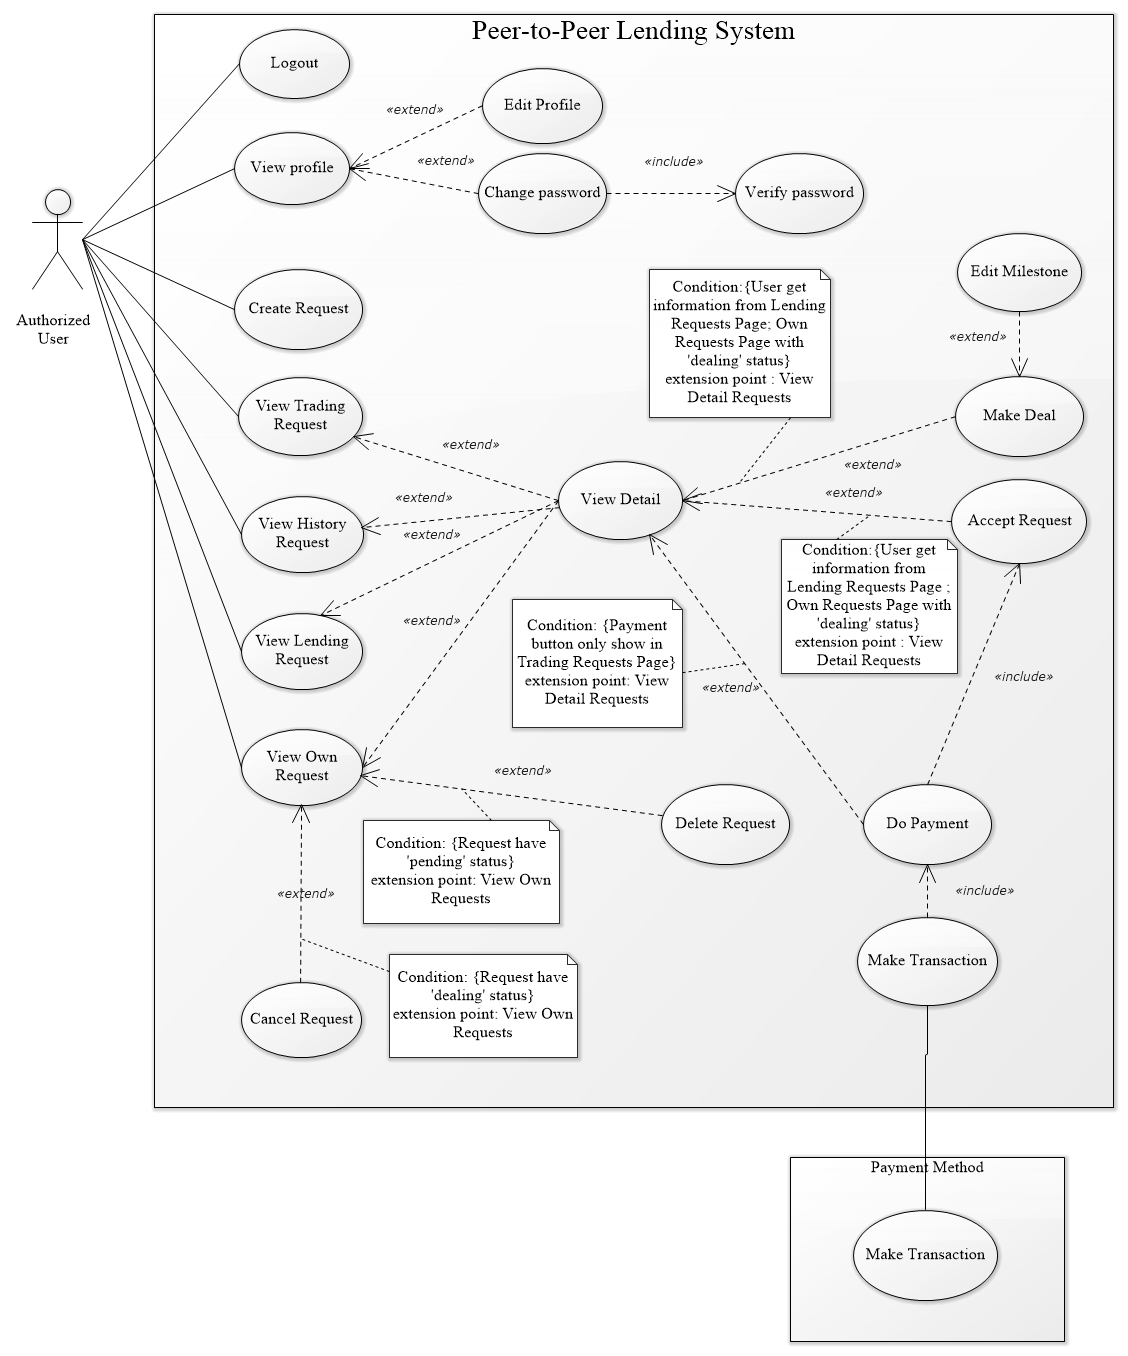 Peer-to-Peer Lending System
Logout
Edit Profile
«extend»
View profile
«extend»
«include»
Change password
Verify password
Authorized
User
Create Request
Edit Milestone
Condition:{User get
information from Lending
Requests Page; Own
Requests Page with
'dealing' status}
extension point : View
Detail Requests
«extend»
View Trading
Request
«extend»
Make Deal
«extend»
View Detail
«extend»
«extend»
Accept Request
View History
Request
«extend»
Condition:{User get
information from
Lending Requests Page ;
Own Requests Page with
'dealing' status}
extension point : View
Detail Requests
«extend»
Condition: {Payment
button only show in
Trading Requests Page}
extension point: View
Detail Requests
View Lending
Request
«include»
«extend»
View Own
Request
«extend»
Delete Request
Do Payment
Condition: {Request have
'pending' status}
extension point: View Own
Requests
«extend»
«include»
Make Transaction
Condition: {Request have
'dealing' status}
extension point: View Own
Requests
Cancel Request
Payment Method
Make Transaction